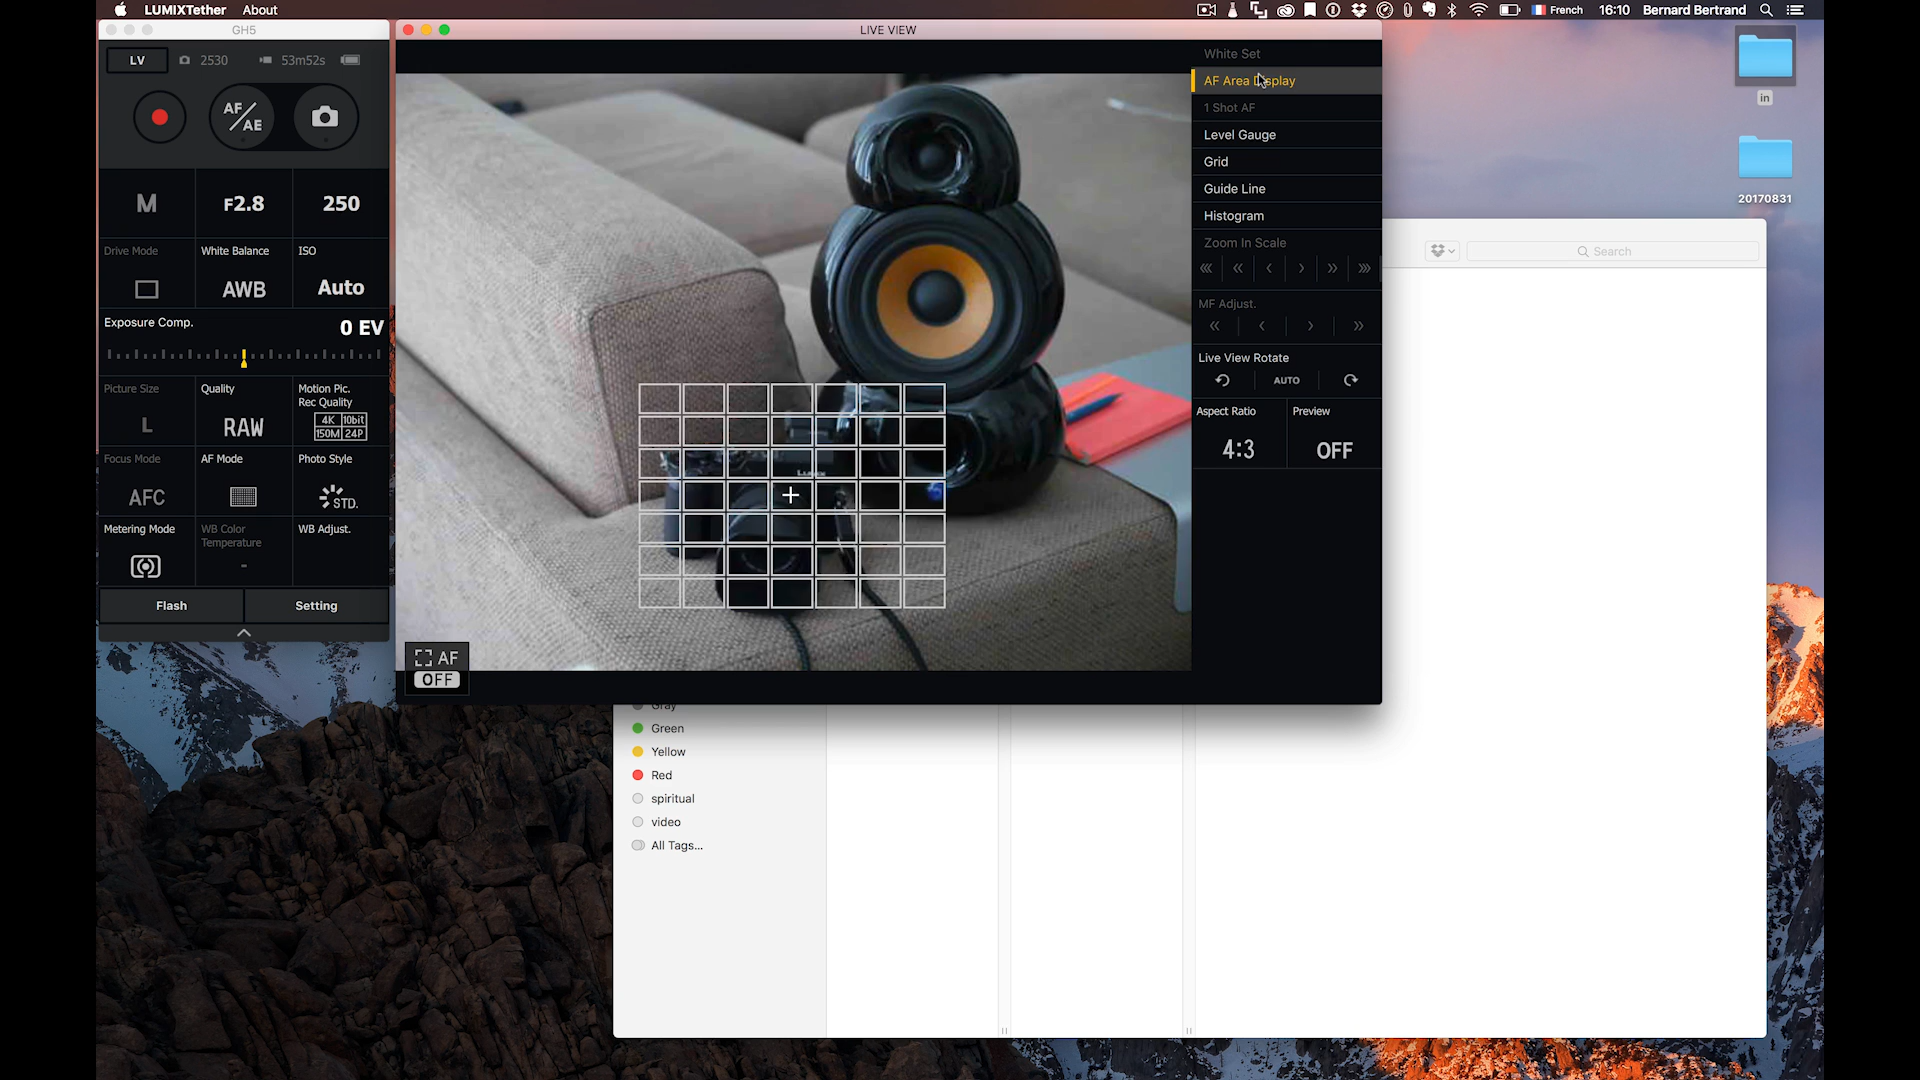 LUMIXTether About
French 16:10 Bernard Bertrand
GH5
LV 2530 53m52s
AF/AE
M F2.8 250
Drive Mode White Balance ISO
AWB Auto
Exposure Comp. 0 EV
Picture Size Quality Motion Pic. Rec Quality
L RAW 4K 10bit 150M 24P
Focus Mode AF Mode Photo Style
AFC STD.
Metering Mode WB Color Temperature WB Adjust.
-
Flash Setting
LIVE VIEW
LUMIX
AF
OFF
White Set
AF Area Display
1 Shot AF
Level Gauge
Grid
Guide Line
Histogram
Zoom In Scale
MF Adjust.
Live View Rotate
AUTO
Aspect Ratio Preview
4:3 OFF
in
20170831
Search
Gray
Green
Yellow
Red
spiritual
video
All Tags...